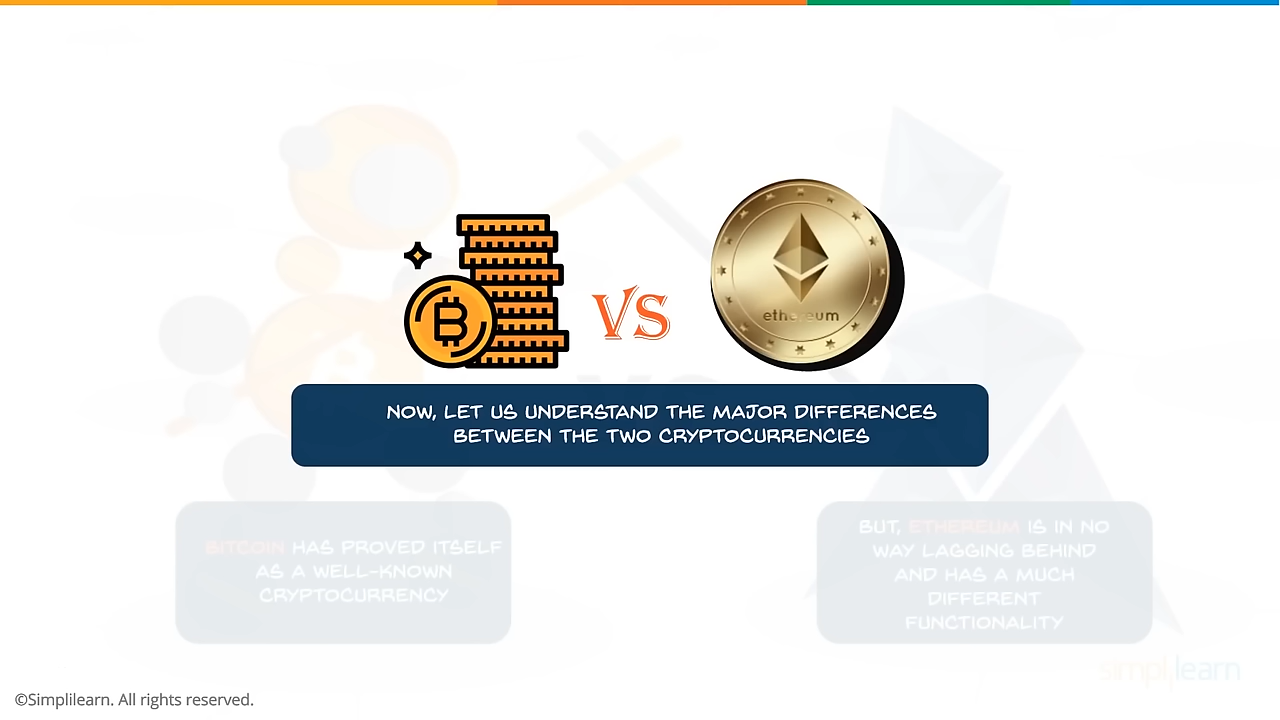 VS
ethereum
NOW, LET US UNDERSTAND THE MAJOR DIFFERENCES
BETWEEN THE TWO CRYPTOCURRENCIES
BITCOIN HAS PROVED ITSELF
AS A WELL-KNOWN
CRYPTOCURRENCY
BUT, ETHEREUM IS IN NO
WAY LAGGING BEHIND
AND HAS A MUCH
DIFFERENT
FUNCTIONALITY
simplilearn
©Simplilearn. All rights reserved.